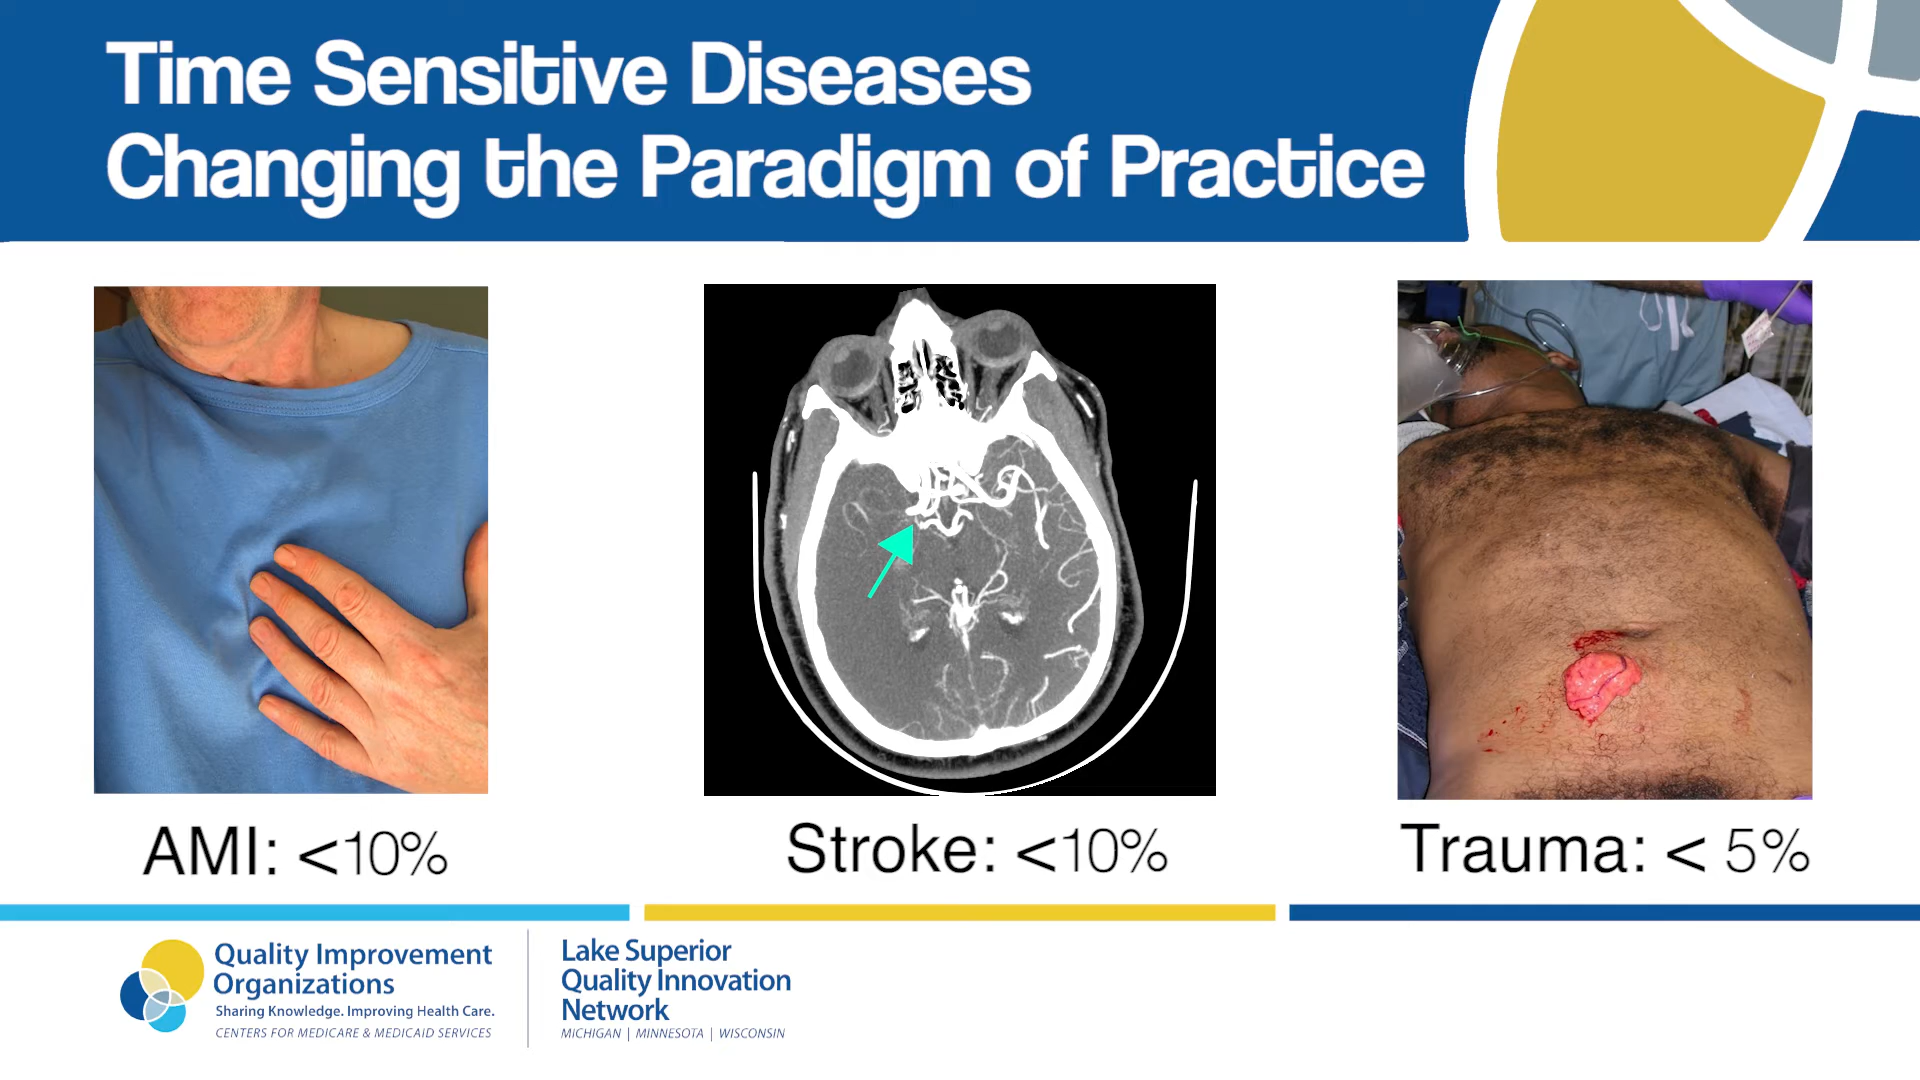 Time Sensitive Diseases
Changing the Paradigm of Practice
AMI: <10%
Stroke: <10%
Trauma: < 5%
Quality Improvement
Organizations
Sharing Knowledge. Improving Health Care.
CENTERS FOR MEDICARE & MEDICAID SERVICES
Lake Superior
Quality Innovation
Network
MICHIGAN | MINNESOTA | WISCONSIN